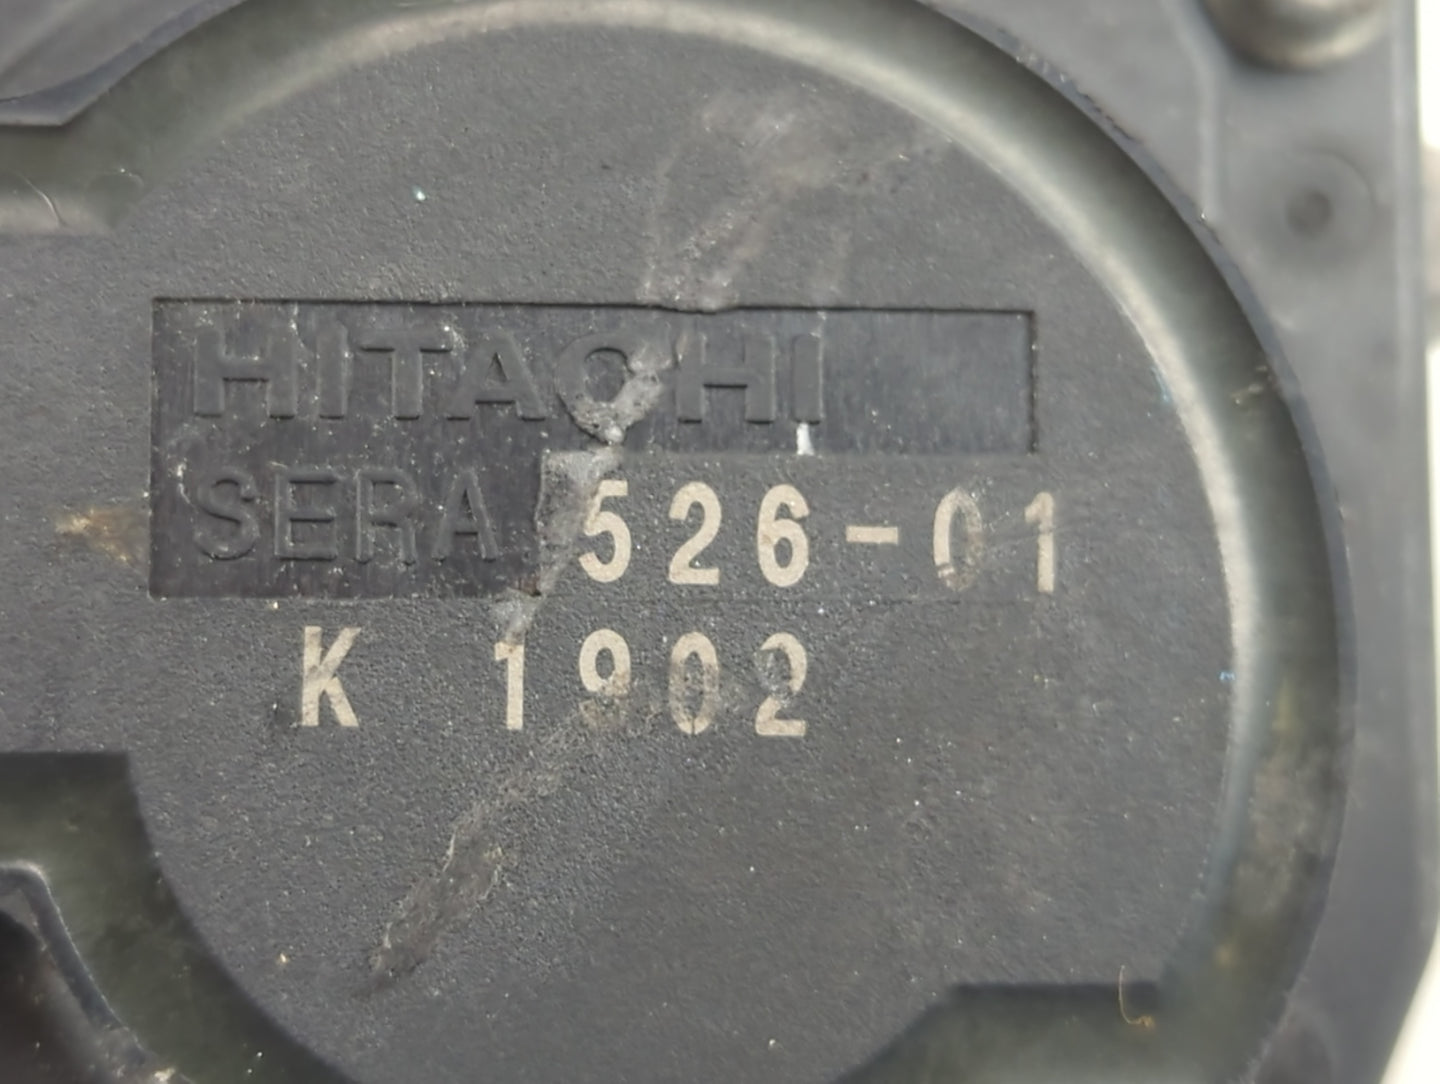 HITACHI
SERA 526-01
K 1902